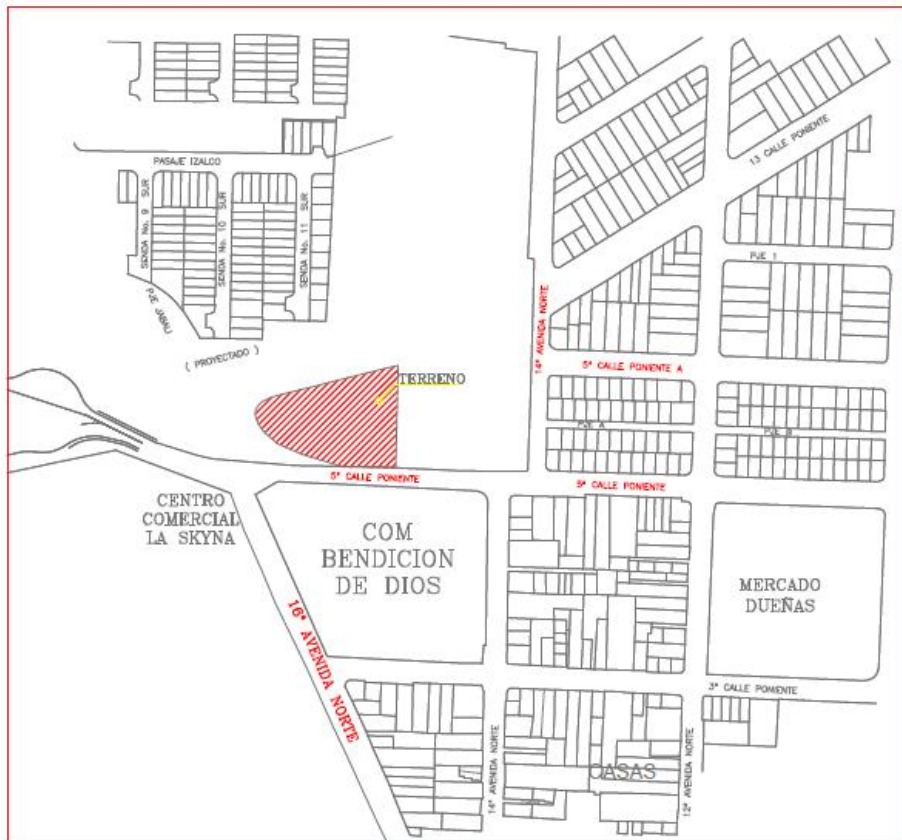 13 CALLE PONIENTE
PASAJE IZALCO
SENDA No. 9 SUR
SENDA No. 10 SUR
SENDA No. 11 SUR
PJE 1
PJE JABALI
( PROYECTADO )
14ª AVENIDA NORTE
5ª CALLE PONIENTE A
TERRENO
PJE A
PJE B
5ª CALLE PONIENTE
5ª CALLE PONIENTE
CENTRO
COMERCIAL
LA SKYNA
COM
BENDICION
DE DIOS
MERCADO
DUEÑAS
16ª AVENIDA NORTE
3ª CALLE PONIENTE
14ª AVENIDA NORTE
CASAS
12ª AVENIDA NORTE